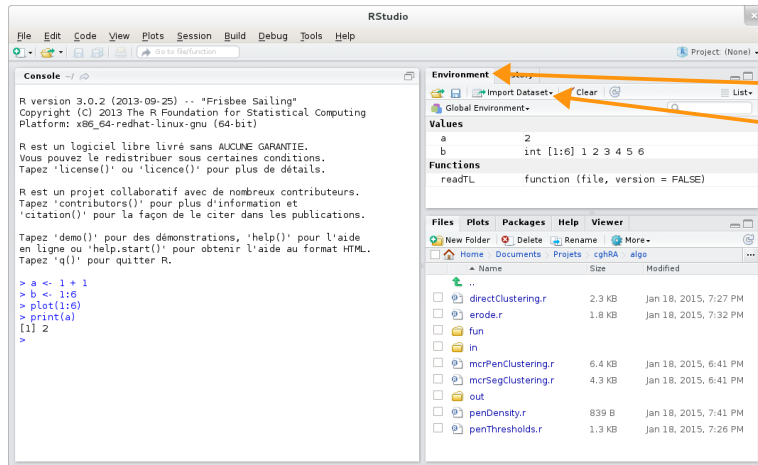 RStudio
File Edit Code View Plots Session Build Debug Tools Help
Go to file/function
Project: (None)
Console ~/
R version 3.0.2 (2013-09-25) -- "Frisbee Sailing"
Copyright (C) 2013 The R Foundation for Statistical Computing
Platform: x86_64-redhat-linux-gnu (64-bit)
R est un logiciel libre livré sans AUCUNE GARANTIE.
Vous pouvez le redistribuer sous certaines conditions.
Tapez 'license()' ou 'licence()' pour plus de détails.
R est un projet collaboratif avec de nombreux contributeurs.
Tapez 'contributors()' pour plus d'information et
'citation()' pour la façon de le citer dans les publications.
Tapez 'demo()' pour des démonstrations, 'help()' pour l'aide
en ligne ou 'help.start()' pour obtenir l'aide au format HTML.
Tapez 'q()' pour quitter R.
> a <- 1 + 1
> b <- 1:6
> plot(1:6)
> print(a)
[1] 2
>
Environment
Import Dataset Clear List
Global Environment
Values
a 2
b int [1:6] 1 2 3 4 5 6
Functions
readTL function (file, version = FALSE)
Files Plots Packages Help Viewer
New Folder Delete Rename More
Home Documents Projets cghRA algo ...
Name Size Modified
..
directClustering.r 2.3 KB Jan 18, 2015, 7:27 PM
erode.r 1.8 KB Jan 18, 2015, 7:32 PM
fun
in
mcrPenClustering.r 6.4 KB Jan 18, 2015, 6:41 PM
mcrSegClustering.r 4.3 KB Jan 18, 2015, 6:41 PM
out
penDensity.r 839 B Jan 18, 2015, 7:41 PM
penThresholds.r 1.3 KB Jan 18, 2015, 7:26 PM